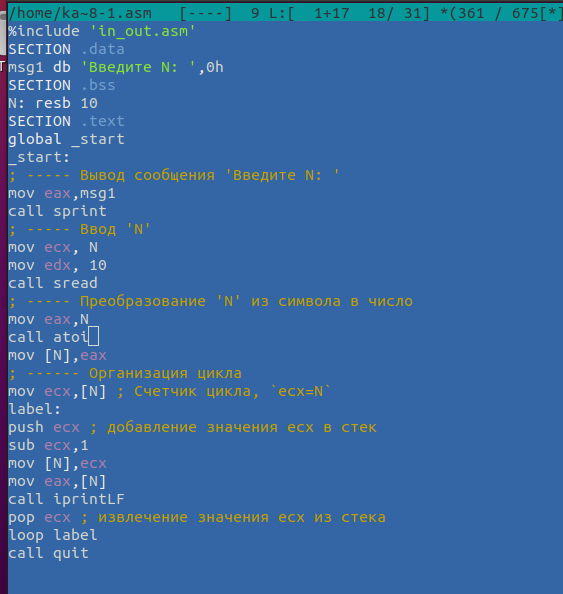 /home/ka~8-1.asm   [----]  9 L:[  1+17  18/ 31] *(361 / 675[*]
%include 'in_out.asm'
SECTION .data
msg1 db 'Введите N: ',0h
SECTION .bss
N: resb 10
SECTION .text
global _start
_start:
; ----- Вывод сообщения 'Введите N: '
mov eax,msg1
call sprint
; ----- Ввод 'N'
mov ecx, N
mov edx, 10
call sread
; ----- Преобразование 'N' из символа в число
mov eax,N
call atoi
mov [N],eax
; ------ Организация цикла
mov ecx,[N] ; Счетчик цикла, `ecx=N`
label:
push ecx ; добавление значения ecx в стек
sub ecx,1
mov [N],ecx
mov eax,[N]
call iprintLF
pop ecx ; извлечение значения ecx из стека
loop label
call quit